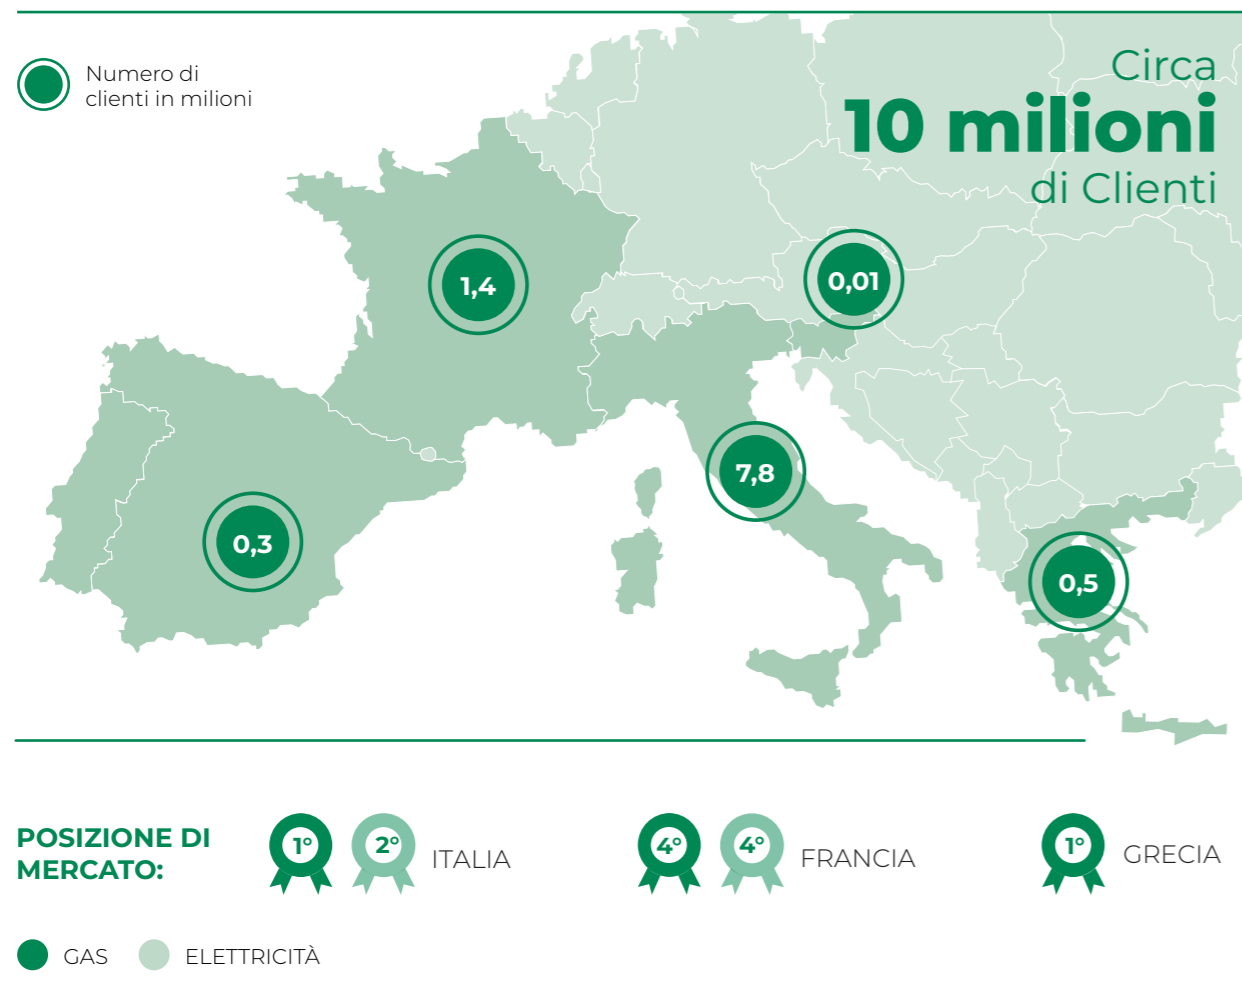 Numero di
clienti in milioni
Circa
10 milioni
di Clienti
1,4
0,01
7,8
0,3
0,5
POSIZIONE DI
MERCATO:
1° 2° ITALIA
4° 4° FRANCIA
1° GRECIA
GAS ELETTRICITÀ